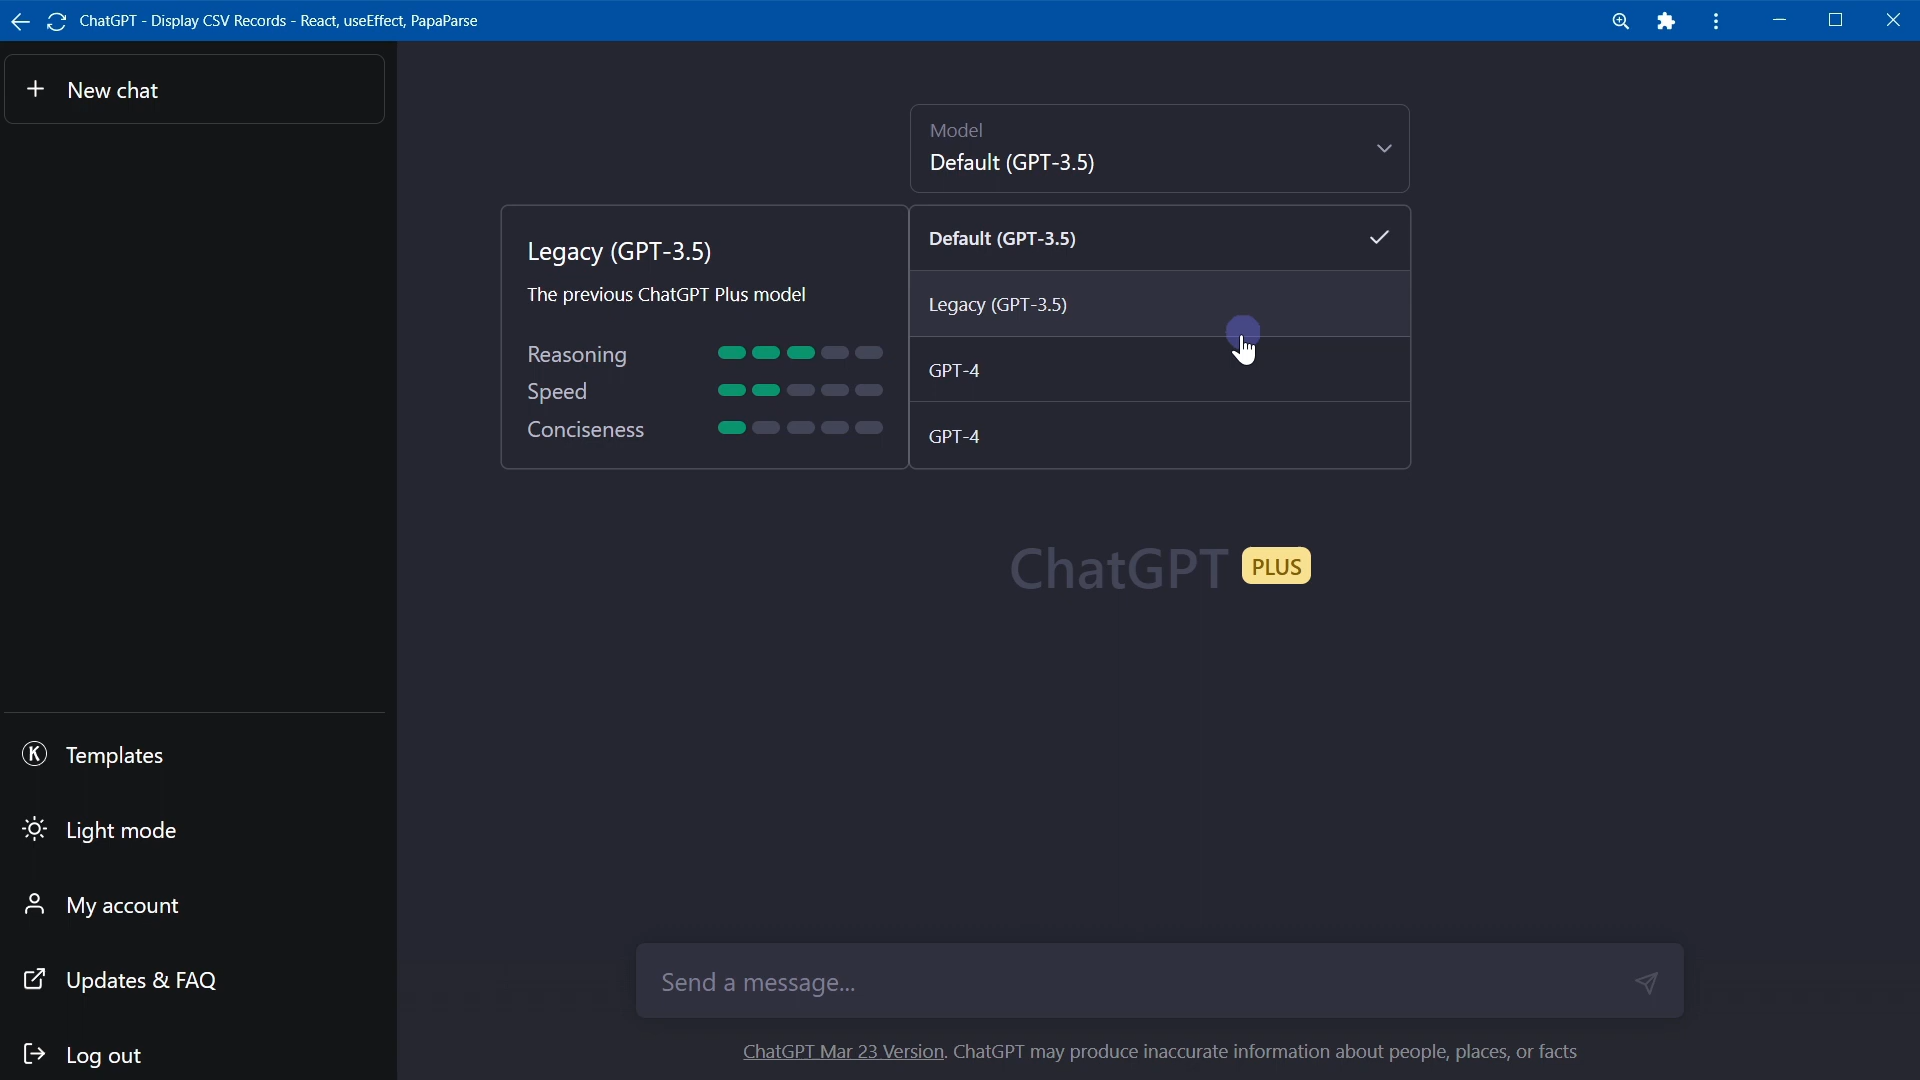 ChatGPT - Display CSV Records - React, useEffect, PapaParse
New chat
Model
Default (GPT-3.5)
Legacy (GPT-3.5)
The previous ChatGPT Plus model
Reasoning
Speed
Conciseness
Default (GPT-3.5)
Legacy (GPT-3.5)
GPT-4
GPT-4
ChatGPT PLUS
K Templates
Light mode
My account
Updates & FAQ
Log out
Send a message...
ChatGPT Mar 23 Version. ChatGPT may produce inaccurate information about people, places, or facts